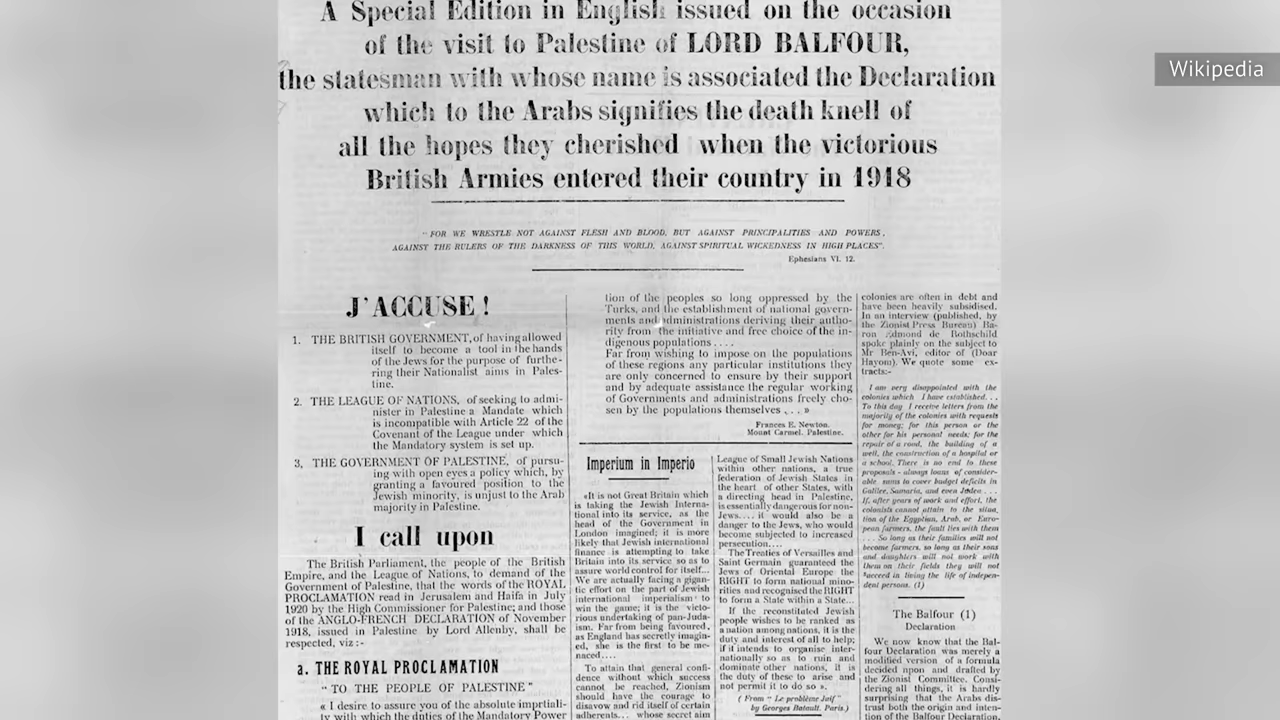 A Special Edition in English issued on the occasion
of the visit to Palestine of LORD BALFOUR,
the statesman with whose name is associated the Declaration
which to the Arabs signifies the death knell of
all the hopes they cherished when the victorious
British Armies entered their country in 1918
Wikipedia
" FOR WE WRESTLE NOT AGAINST FLESH AND BLOOD, BUT AGAINST PRINCIPALITIES AND POWERS,
AGAINST THE RULERS OF THE DARKNESS OF THIS WORLD, AGAINST SPIRITUAL WICKEDNESS IN HIGH PLACES".
Ephesians VI. 12.
J'ACCUSE !
1. THE BRITISH GOVERNMENT, of having allowed
itself to become a tool in the hands
of the Jews for the purpose of furthe-
ring their Nationalist aims in Pales-
tine.
2. THE LEAGUE OF NATIONS, of seeking to admi-
nister in Palestine a Mandate which
is incompatible with Article 22 of the
Covenant of the League under which
the Mandatory system is set up.
3, THE GOVERNMENT OF PALESTINE, of pursu-
ing with open eyes a policy which, by
granting a favoured position to the
Jewish minority, is unjust to the Arab
majority in Palestine.
I call upon
The British Parliament, the people of the British
Empire, and the League of Nations, to demand of the
Government of Palestine, that the words of the ROYAL
PROCLAMATION read in Jerusalem and Haifa in July
1920 by the High Commissioner for Palestine; and those
of the ANGLO-FRENCH DECLARATION of November
1918, issued in Palestine by Lord Allenby, shall be
respected, viz :-
a. THE ROYAL PROCLAMATION
" TO THE PEOPLE OF PALESTINE "
« I desire to assure you of the absolute impartiali-
ty with which the duties of the Mandatory Power
tion of the peoples so long oppressed by the
Turks, and the establishment of national govern-
ments and administrations deriving their autho-
rity from the initiative and free choice of the in-
digenous populations . . . .
Far from wishing to impose on the populations
of these regions any particular institutions they
are only concerned to ensure by their support
and by adequate assistance the regular working
of Governments and administrations freely cho-
sen by the populations themselves . . . »
Frances E. Newton.
Mount Carmel. Palestine.
Imperium in Imperio
«It is not Great Britain which
is taking the Jewish Interna-
tional into its service, as the
head of the Government in
London imagined; it is more
likely that Jewish international
finance is attempting to take
Britain into its service so as to
assure world control for itself...
We are actually facing a gigan-
tic effort on the part of Jewish
international imperialism to
win the game; it is the victo-
rious undertaking of pan-Juda-
ism. Far from being favoured,
as England has secretly imagin-
ed, she is the first to be me-
naced....
To attain that general confi-
dence without which success
cannot be reached, Zionism
should have the courage to
disavow and rid itself of certain
adherents... whose secret aim
League of Small Jewish Nations
within other nations, a true
federation of Jewish States in
the heart of other States, with
a directing head in Palestine,
is essentially dangerous for non-
Jews.... it would also be a
danger to the Jews, who would
become subjected to increased
persecution....
The Treaties of Versailles and
Saint Germain guaranteed the
Jews of Oriental Europe the
RIGHT to form national mino-
rities and recognised the RIGHT
to form a State within a State...
If the reconstituted Jewish
people wishes to be ranked as
a nation among nations, it is the
duty and interest of all to help;
if it intends to organise inter-
nationally so as to ruin and
dominate other nations, it is
the duty of these to arise and
not permit it to do so ».
( From " Le problème Juif "
by Georges Batault. Paris.)
colonies are often in debt and
have been heavily subsidised.
In an interview (published, by
the Zionist Press Bureau) Ba-
ron Edmond de Rothschild
spoke plainly on the subject to
Mr Ben-Avi, editor of (Doar
Hayom). We quote some ex-
tracts:-
I am very disappointed with the
colonies which I have established. . .
To this day I receive letters from the
majority of the colonies with requests
for money; for this person or the
other for his personal needs; for the
repair of a road, the building of a
well, the construction of a hospital or
a school. There is no end to these
proposals - always loans of consider-
able sums to cover budget deficits in
Galilee, Samaria, and even Judea . . .
If, after years of work and effort, the
colonists cannot attain to the situa.
tion of the Egyptian, Arab, or Euro-
pean farmers, the fault lies with them
. . . So long as their families will not
become farmers, so long as their sons
and daughters will not work with
them on their fields they will not
succeed in living the life of indepen-
dent persons. (1)
The Balfour (1)
Declaration
We now know that the Bal-
four Declaration was merely a
modified version of a formula
decided upon and drafted by
the Zionist Committee. Consi-
dering all things, it is hardly
surprising that the Arabs dis-
trust both the origin and inten-
tion of the Balfour Declaration,